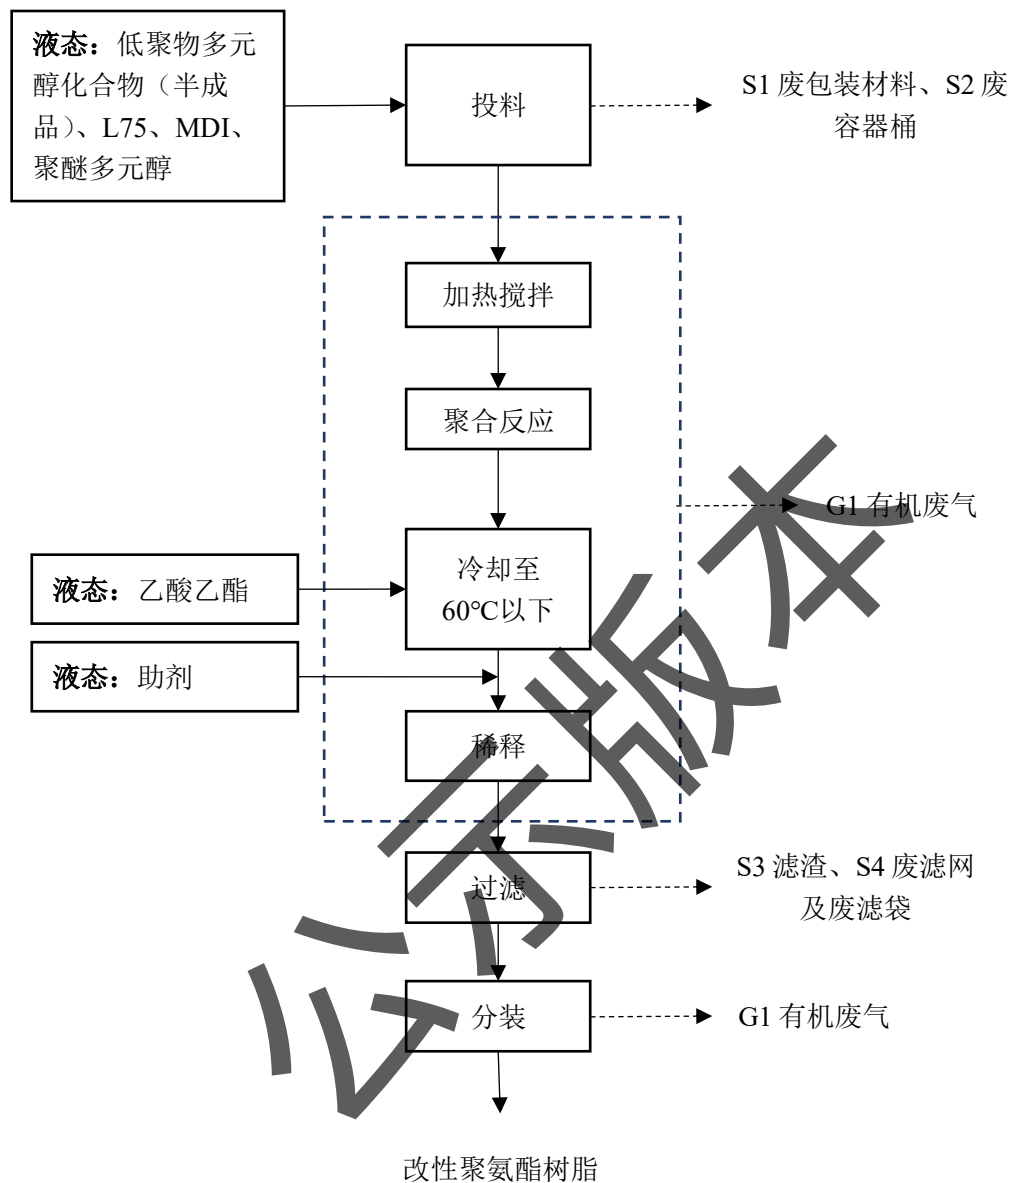 液态：低聚物多元
醇化合物（半成
品）、L75、MDI、
聚醚多元醇
投料
S1 废包装材料、S2 废
容器桶
加热搅拌
聚合反应
G1 有机废气
冷却至
60℃以下
液态：乙酸乙酯
液态：助剂
稀释
过滤
S3 滤渣、S4 废滤网
及废滤袋
分装
G1 有机废气
改性聚氨酯树脂
公示版本